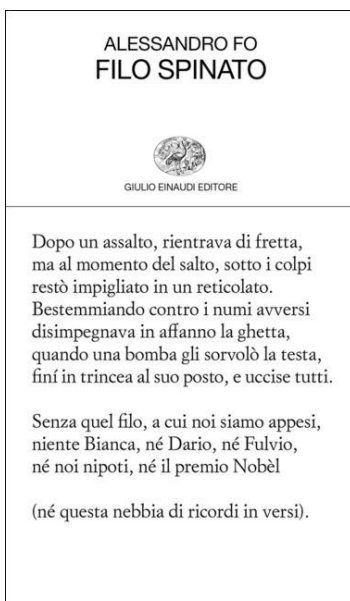 ALESSANDRO FO
FILO SPINATO
GIULIO EINAUDI EDITORE
Dopo un assalto, rientrava di fretta,
ma al momento del salto, sotto i colpi
restò impigliato in un reticolato.
Bestemmiando contro i numi avversi
disimpegnava in affanno la ghetta,
quando una bomba gli sorvolò la testa,
finí in trincea al suo posto, e uccise tutti.
Senza quel filo, a cui noi siamo appesi,
niente Bianca, né Dario, né Fulvio,
né noi nipoti, né il premio Nobèl
(né questa nebbia di ricordi in versi).